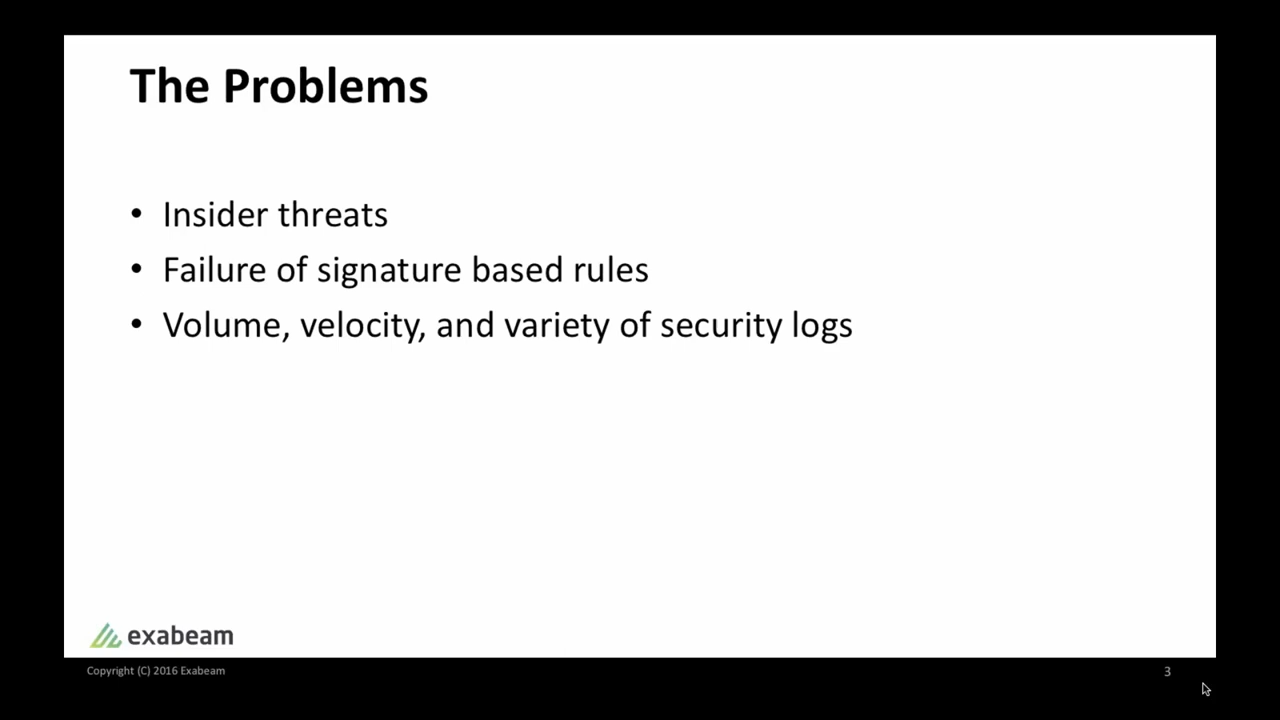 The Problems
• Insider threats
• Failure of signature based rules
• Volume, velocity, and variety of security logs
exabeam
Copyright (C) 2016 Exabeam
3